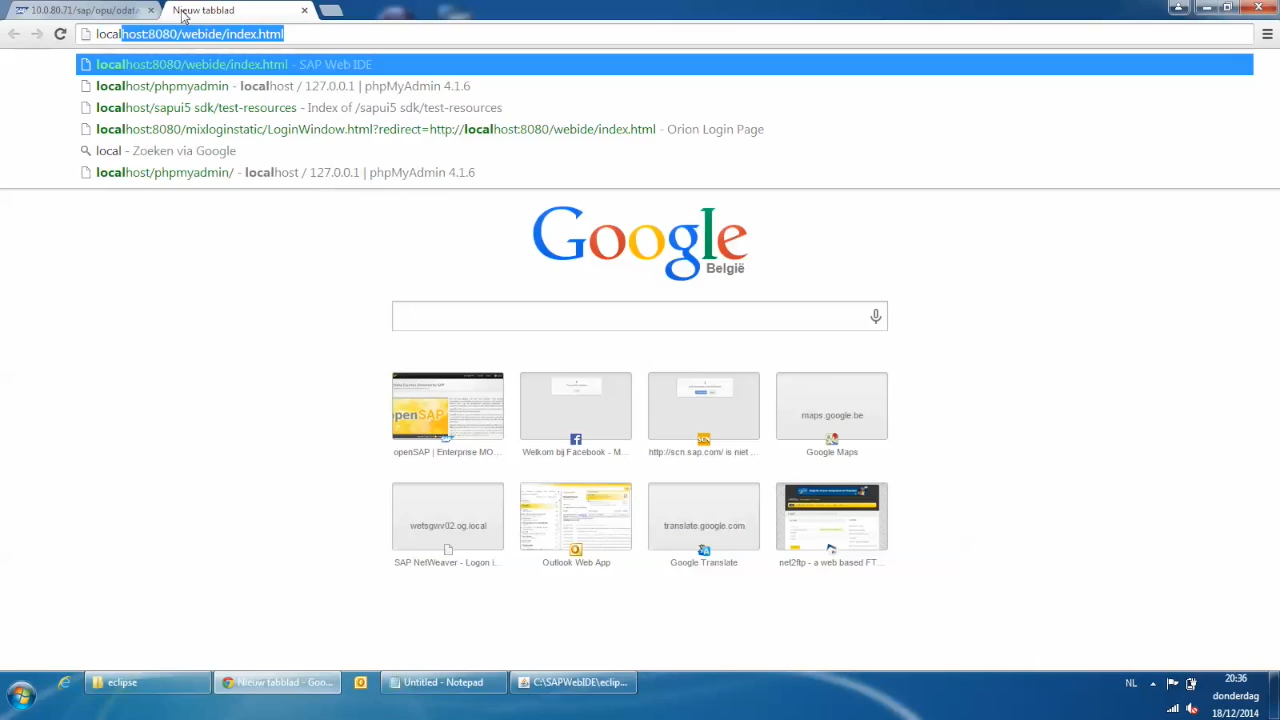 10.0.80.71/sap/opu/odat
Nieuw tabblad
localhost:8080/webide/index.html
localhost:8080/webide/index.html - SAP Web IDE
localhost/phpmyadmin - localhost / 127.0.0.1 | phpMyAdmin 4.1.6
localhost/sapui5 sdk/test-resources - Index of /sapui5 sdk/test-resources
localhost:8080/mixloginstatic/LoginWindow.html?redirect=http://localhost:8080/webide/index.html - Orion Login Page
local - Zoeken via Google
localhost/phpmyadmin/ - localhost / 127.0.0.1 | phpMyAdmin 4.1.6
Google
België
openSAP
maps.google.be
openSAP | Enterprise MO...
Welkom bij Facebook - M...
http://scn.sap.com/ is niet ...
Google Maps
wetsgwv02.og.local
translate.google.com
SAP NetWeaver - Logon i...
Outlook Web App
Google Translate
net2ftp - a web based FT...
eclipse
Nieuw tabblad - Goo...
Untitled - Notepad
C:\SAPWebIDE\eclip...
NL
20:36
donderdag
18/12/2014